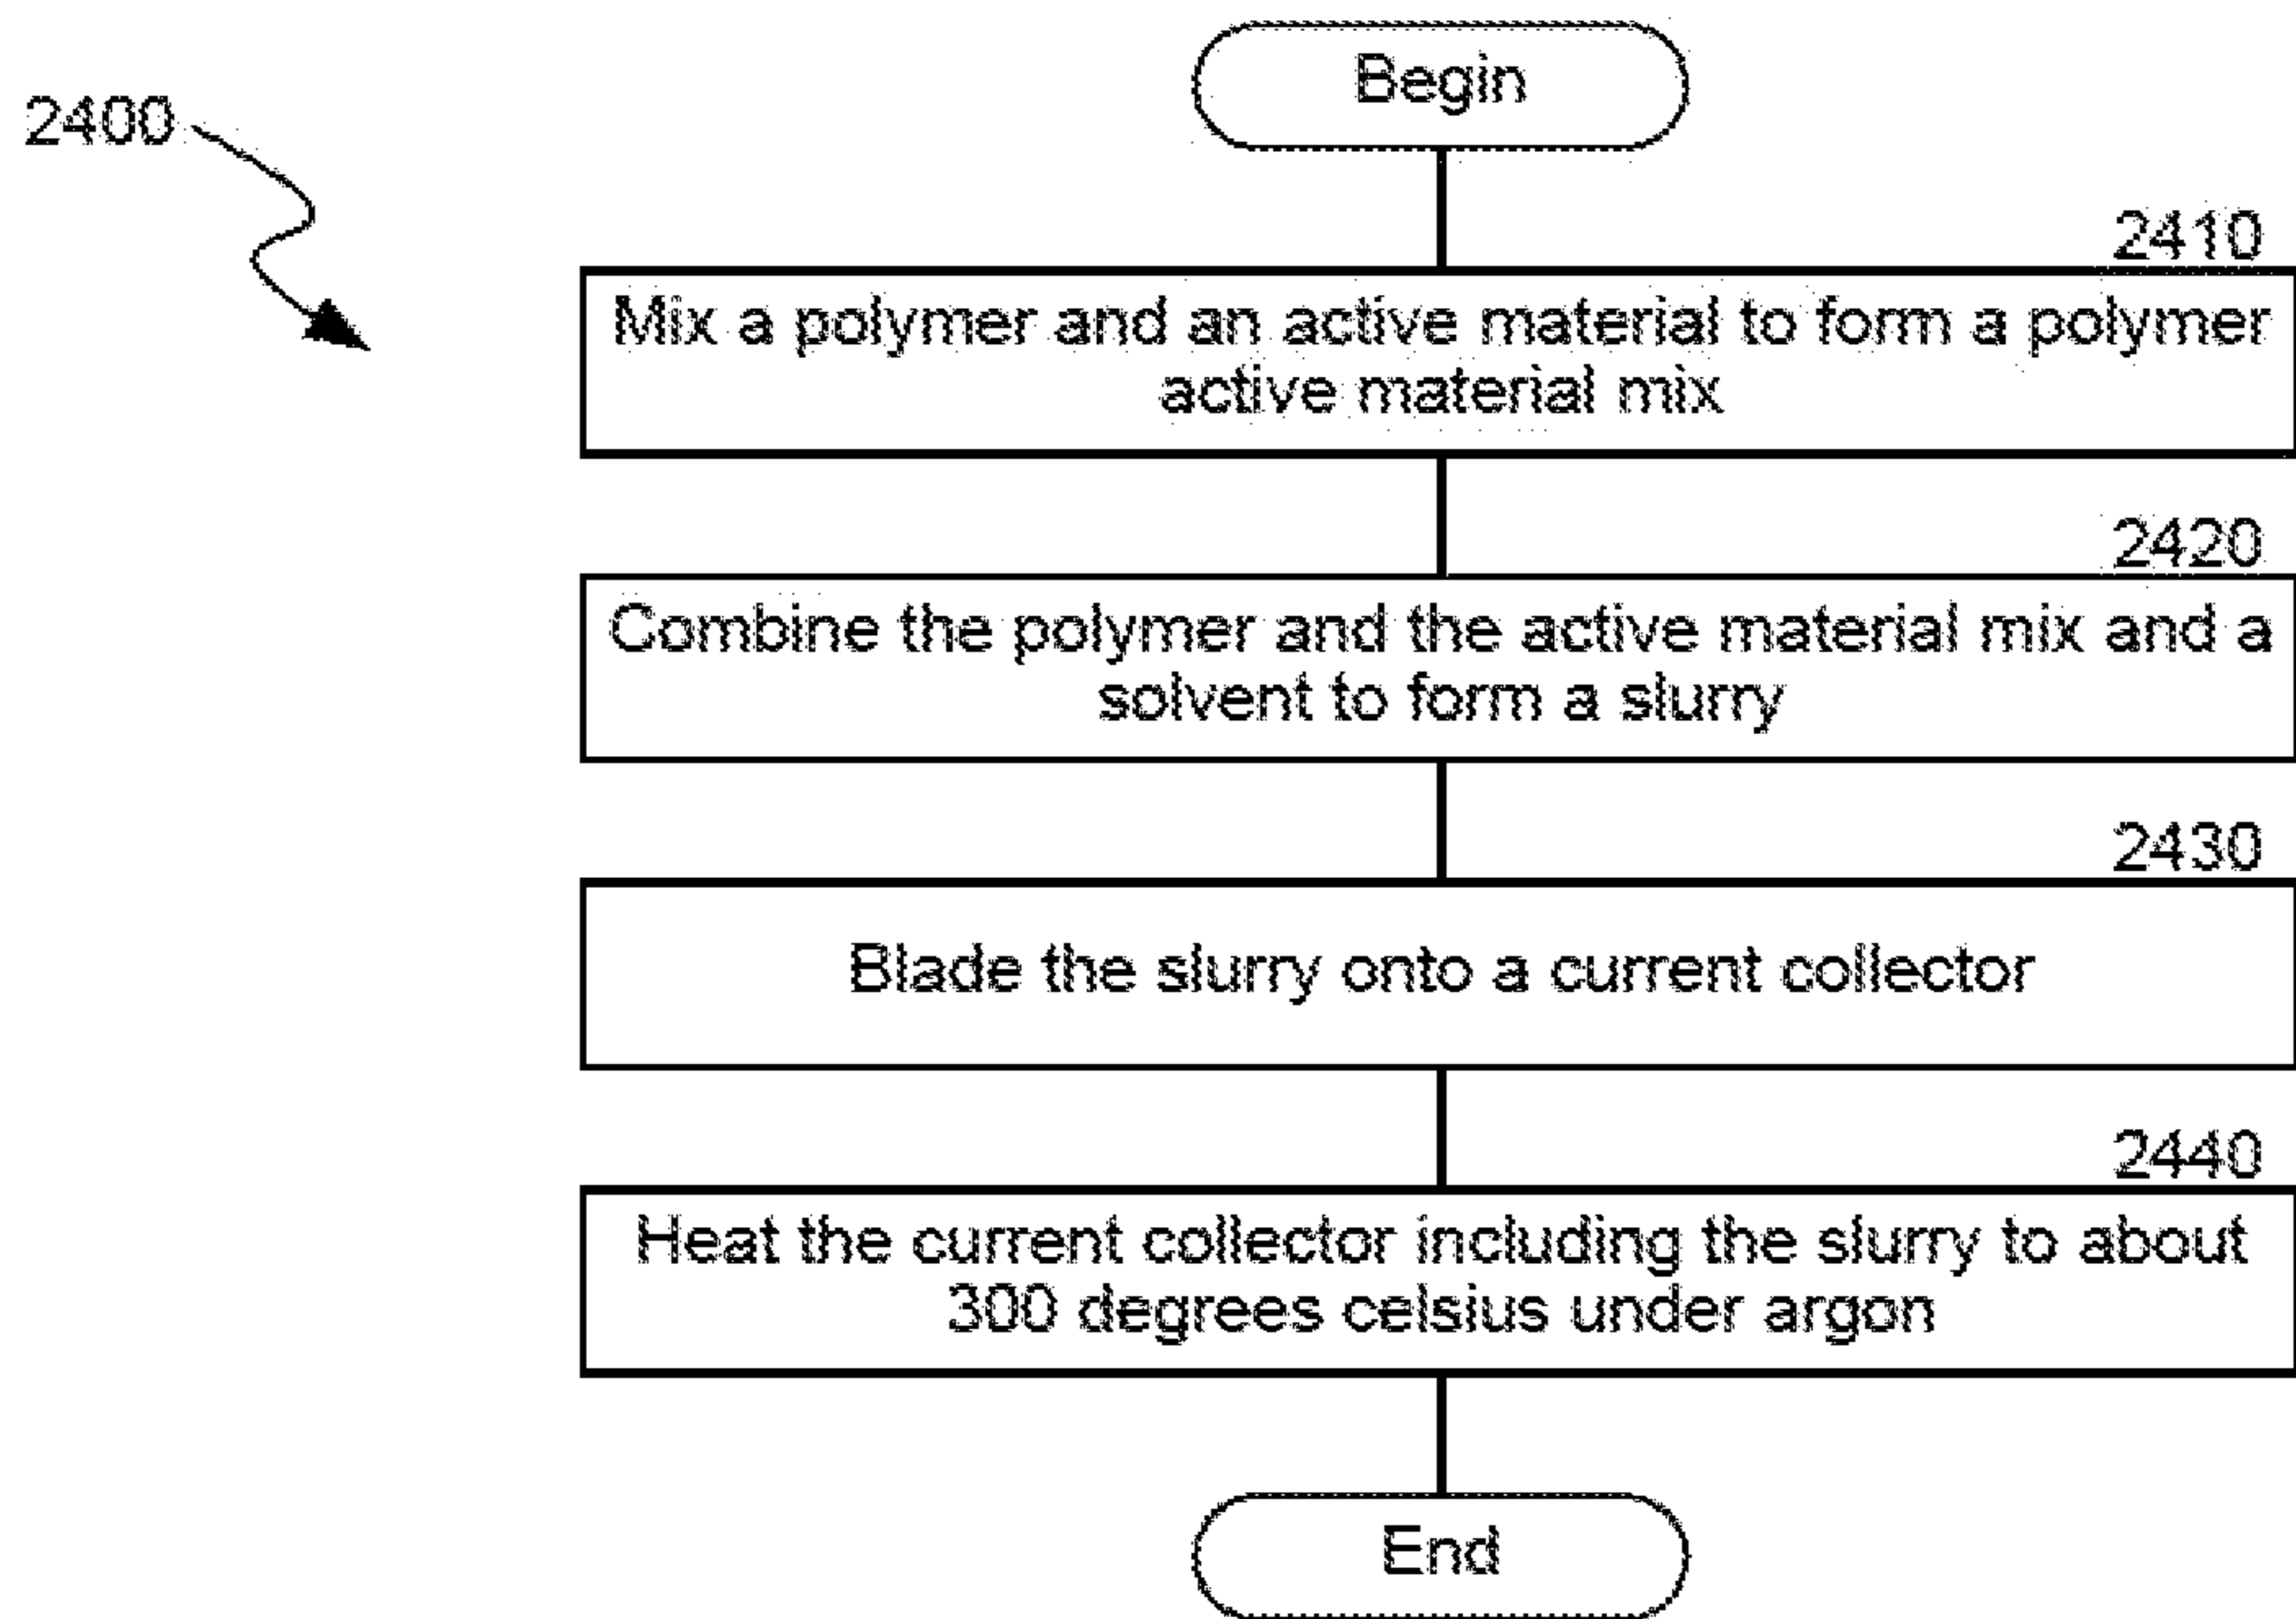 Begin
2400
2410
Mix a polymer and an active material to form a polymer
active material mix
2420
Combine the polymer and the active material mix and a
solvent to form a slurry
2430
Blade the slurry onto a current collector
2440
Heat the current collector including the slurry to about
300 degrees celsius under argon
End